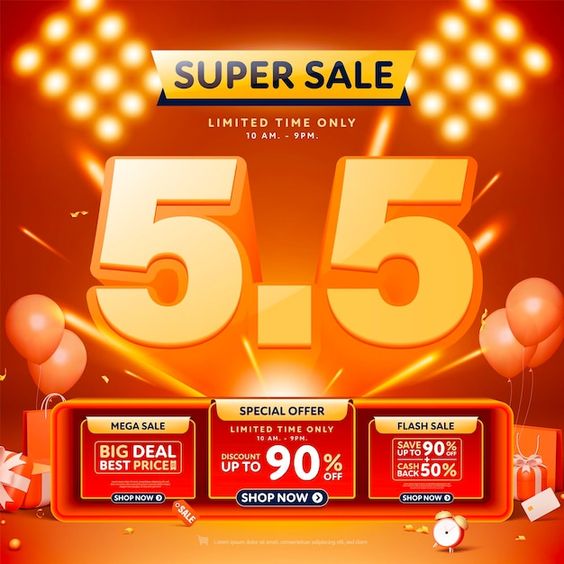 SUPER SALE
LIMITED TIME ONLY
10 AM. - 9PM.
5.5
MEGA SALE
BIG DEAL
BEST PRICE
SHOP NOW
SPECIAL OFFER
LIMITED TIME ONLY
10 AM. - 9PM.
DISCOUNT
UP TO 90% OFF
SHOP NOW
FLASH SALE
SAVE UP TO 90% OFF
+
CASH BACK 50%
SHOP NOW
SALE